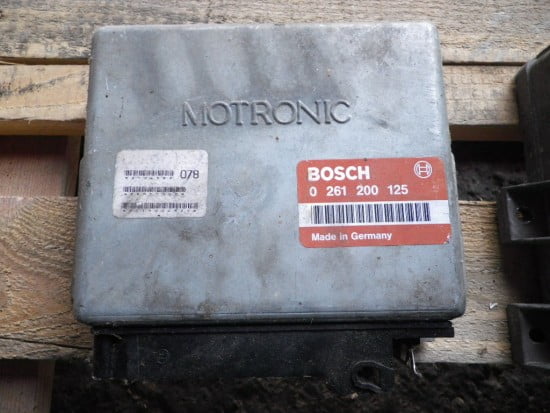 MOTRONIC
078
BOSCH
0 261 200 125
Made in Germany